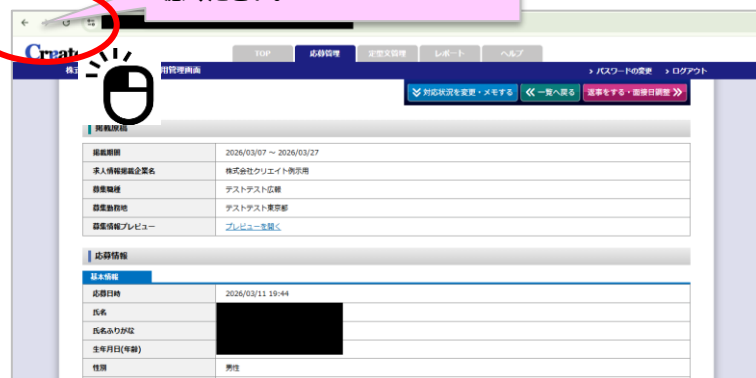 Creat
TOP 応募管理 定型文管理 レポート ヘルプ
株式 用管理画面 › パスワードの変更 › ログアウト
対応状況を変更・メモする 一覧へ戻る 返事をする・面接日調整
掲載原稿
掲載期間 2026/03/07 ～ 2026/03/27
求人情報掲載企業名 株式会社クリエイト例示用
募集職種 テストテスト広報
募集勤務地 テストテスト東京都
募集情報プレビュー プレビューを開く
応募情報
基本情報
応募日時 2026/03/11 19:44
氏名
氏名ふりがな
生年月日(年齢)
性別 男性